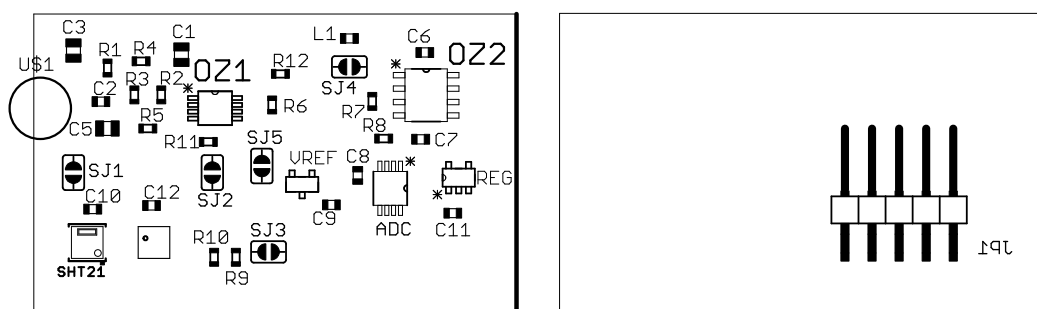 C3
C1
L1
C6
OZ2
U$1
R1
R4
OZ1
R12
SJ4
C2
R3
R2
R6
R7
C5
R5
R11
SJ5
R8
C7
SJ1
SJ2
VREF
C8
REG
C10
C12
C9
ADC
C11
R10
SJ3
SHT21
R9
JP1